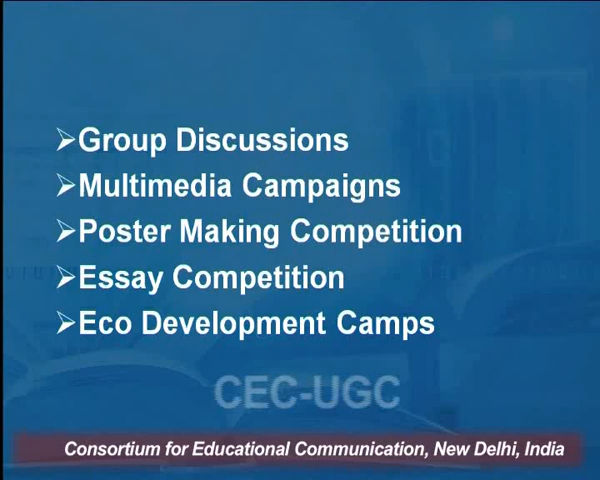 ➢Group Discussions
➢Multimedia Campaigns
➢Poster Making Competition
➢Essay Competition
➢Eco Development Camps
CEC-UGC
Consortium for Educational Communication, New Delhi, India